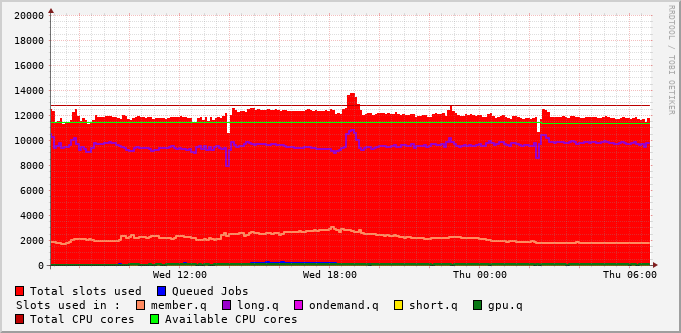 RRDTOOL / TOBI OETIKER
20000
18000
16000
14000
12000
10000
8000
6000
4000
2000
0
Wed 12:00 Wed 18:00 Thu 00:00 Thu 06:00
Total slots used Queued Jobs
Slots used in : member.q long.q ondemand.q short.q gpu.q
Total CPU cores Available CPU cores